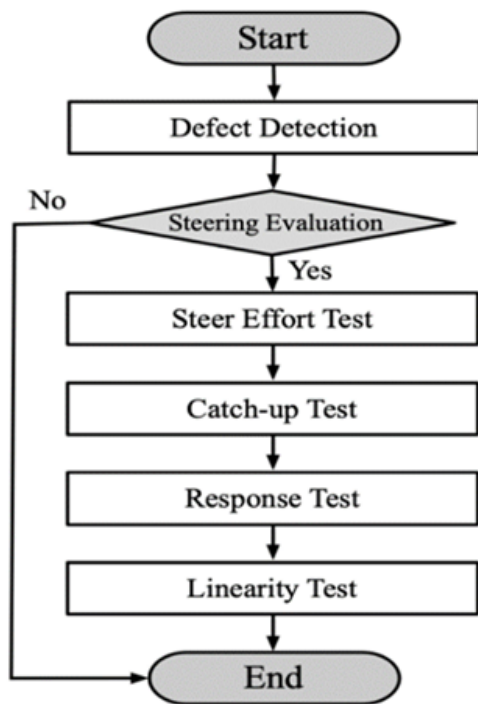 Start
Defect Detection
No
Steering Evaluation
Yes
Steer Effort Test
Catch-up Test
Response Test
Linearity Test
End